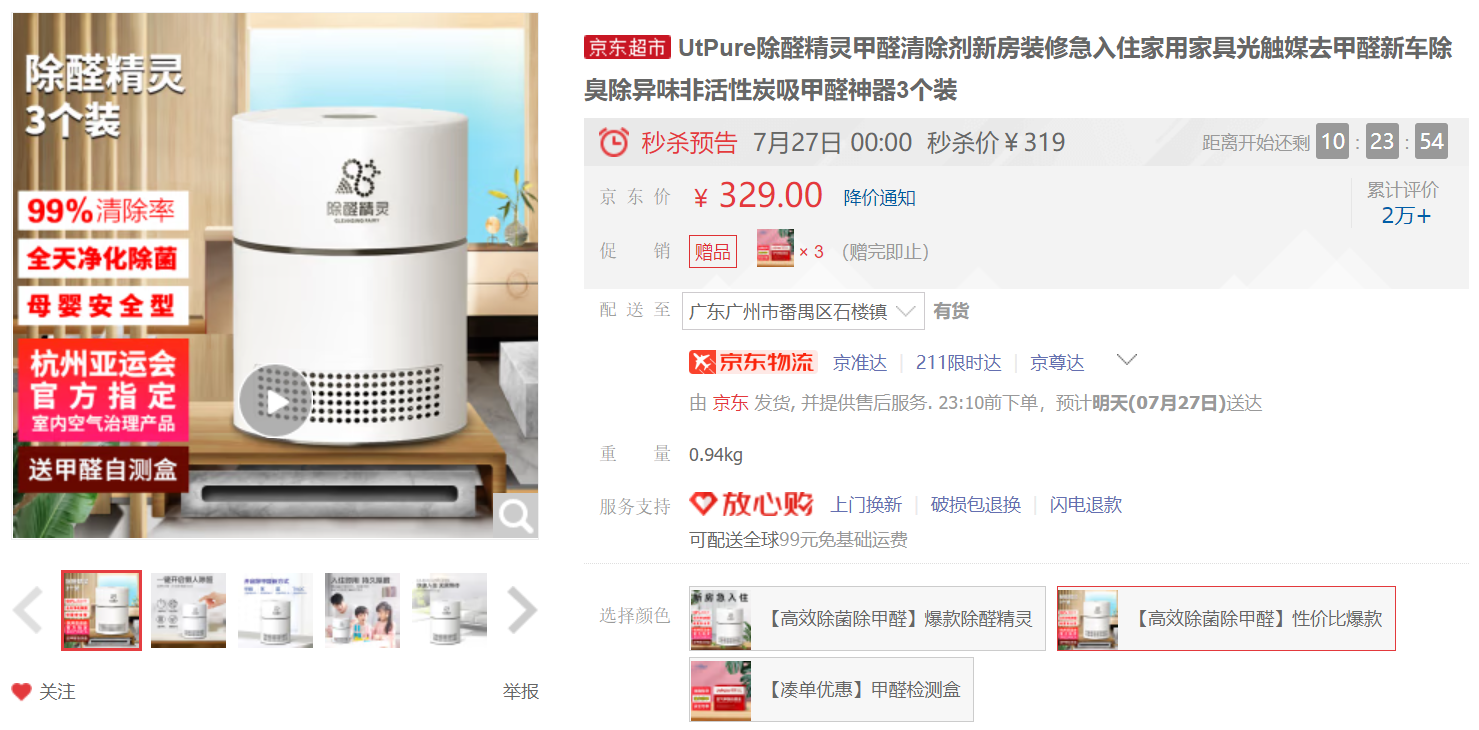 除醛精灵
3个装
除醛精灵
CLEANSING FAIRY
99%清除率
全天净化除菌
母婴安全型
杭州亚运会
官方指定
室内空气治理产品
送甲醛自测盒
关注
举报
京东超市 UtPure除醛精灵甲醛清除剂新房装修急入住家用家具光触媒去甲醛新车除
臭除异味非活性炭吸甲醛神器3个装
秒杀预告 7月27日 00:00 秒杀价¥319 距离开始还剩 10 : 23 : 54
京东价 ¥ 329.00 降价通知
累计评价
2万+
促销 赠品 × 3 (赠完即止)
配送至 广东广州市番禺区石楼镇 有货
京东物流 京准达 211限时达 京尊达
由 京东 发货, 并提供售后服务. 23:10前下单，预计明天(07月27日)送达
重量 0.94kg
服务支持 放心购 上门换新 破损包退换 闪电退款
可配送全球99元免基础运费
选择颜色 新房急入住 【高效除菌除甲醛】爆款除醛精灵 【高效除菌除甲醛】性价比爆款
【凑单优惠】甲醛检测盒